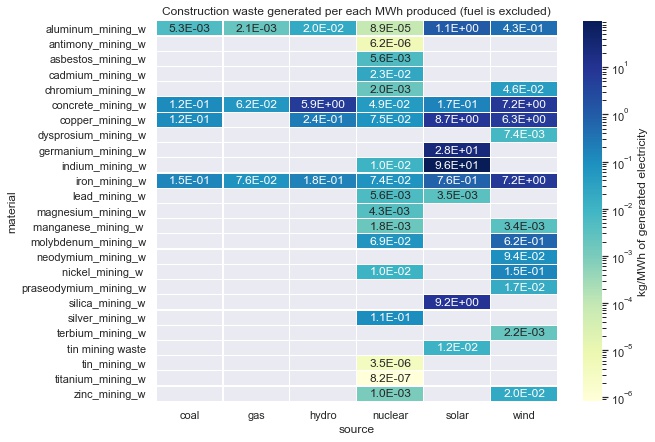 Construction waste generated per each MWh produced (fuel is excluded)
aluminum_mining_w 5.3E-03 2.1E-03 2.0E-02 8.9E-05 1.1E+00 4.3E-01
antimony_mining_w 6.2E-06
asbestos_mining_w 5.6E-03
cadmium_mining_w 2.3E-02
chromium_mining_w 2.0E-03 4.6E-02
concrete_mining_w 1.2E-01 6.2E-02 5.9E+00 4.9E-02 1.7E-01 7.2E+00
copper_mining_w 1.2E-01 2.4E-01 7.5E-02 8.7E+00 6.3E+00
dysprosium_mining_w 7.4E-03
germanium_mining_w 2.8E+01
indium_mining_w 1.0E-02 9.6E+01
iron_mining_w 1.5E-01 7.6E-02 1.8E-01 7.4E-02 7.6E-01 7.2E+00
lead_mining_w 5.6E-03 3.5E-03
magnesium_mining_w 4.3E-03
manganese_mining_w 1.8E-03 3.4E-03
molybdenum_mining_w 6.9E-02 6.2E-01
neodymium_mining_w 9.4E-02
nickel_mining_w 1.0E-02 1.5E-01
praseodymium_mining_w 1.7E-02
silica_mining_w 9.2E+00
silver_mining_w 1.1E-01
terbium_mining_w 2.2E-03
tin mining waste 1.2E-02
tin_mining_w 3.5E-06
titanium_mining_w 8.2E-07
zinc_mining_w 1.0E-03 2.0E-02
coal gas hydro nuclear solar wind
source
material
10^1
10^0
10^-1
10^-2
10^-3
10^-4
10^-5
10^-6
kg/MWh of generated electricity